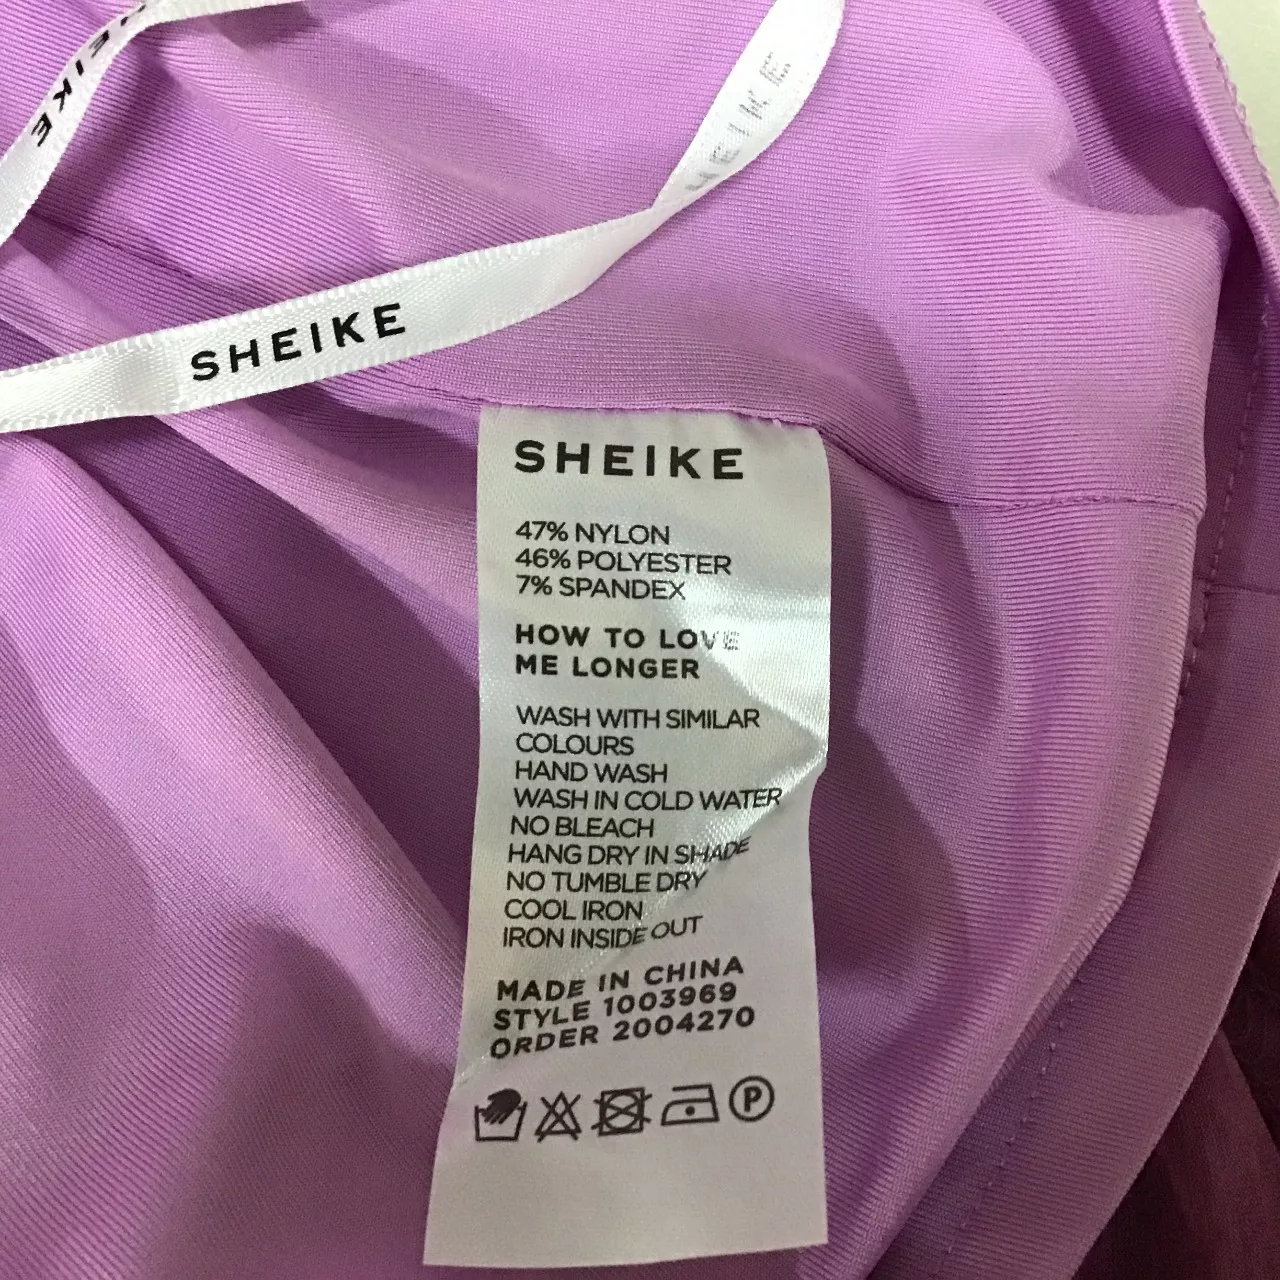 SHEIKE
SHEIKE
SHEIKE
SHEIKE
47% NYLON
46% POLYESTER
7% SPANDEX
HOW TO LOVE
ME LONGER
WASH WITH SIMILAR
COLOURS
HAND WASH
WASH IN COLD WATER
NO BLEACH
HANG DRY IN SHADE
NO TUMBLE DRY
COOL IRON
IRON INSIDE OUT
MADE IN CHINA
STYLE 1003969
ORDER 2004270
P